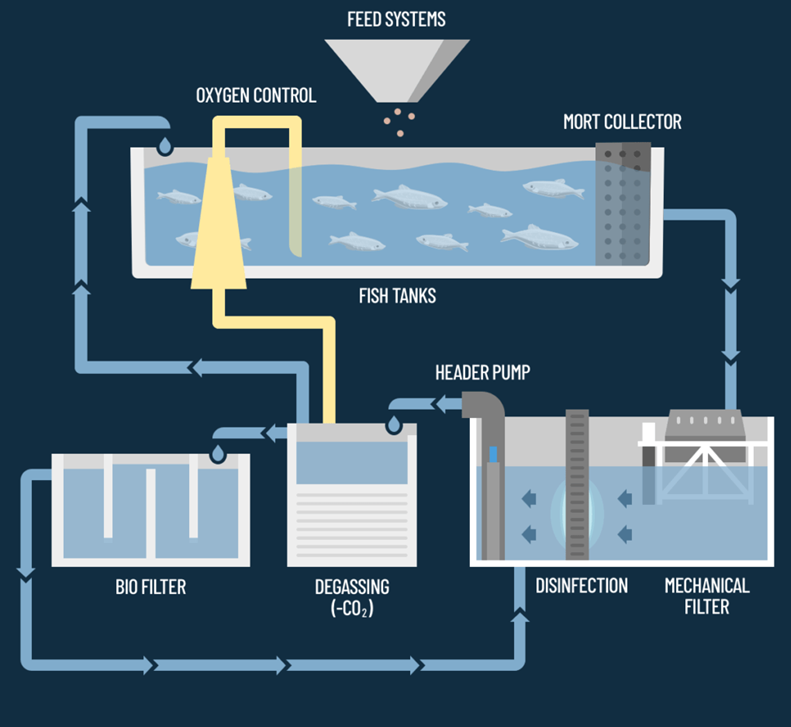 FEED SYSTEMS
OXYGEN CONTROL
MORT COLLECTOR
FISH TANKS
HEADER PUMP
BIO FILTER
DEGASSING
(-CO₂)
DISINFECTION
MECHANICAL
FILTER